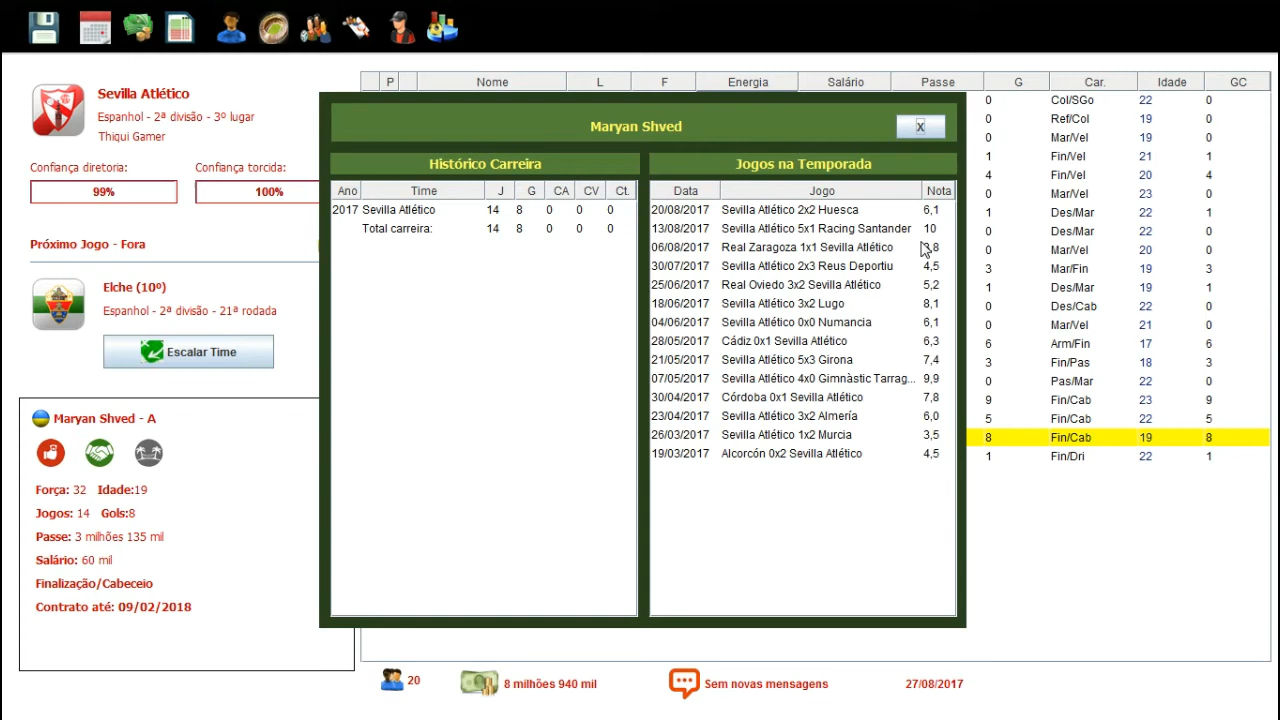 P Nome L F Energia Salário Passe G Car. Idade GC
Sevilla Atlético
Espanhol - 2ª divisão - 3º lugar
Thiqui Gamer
Confiança diretoria: Confiança torcida:
99% 100%
Próximo Jogo - Fora
Elche (10º)
Espanhol - 2ª divisão - 21ª rodada
Escalar Time
Maryan Shved - A
Força: 32 Idade:19
Jogos: 14 Gols:8
Passe: 3 milhões 135 mil
Salário: 60 mil
Finalização/Cabeceio
Contrato até: 09/02/2018
Maryan Shved
X
Histórico Carreira
Ano Time J G CA CV Ct.
2017 Sevilla Atlético 14 8 0 0 0
Total carreira: 14 8 0 0 0
Jogos na Temporada
Data Jogo Nota
20/08/2017 Sevilla Atlético 2x2 Huesca 6,1
13/08/2017 Sevilla Atlético 5x1 Racing Santander 10
06/08/2017 Real Zaragoza 1x1 Sevilla Atlético ,8
30/07/2017 Sevilla Atlético 2x3 Reus Deportiu 4,5
25/06/2017 Real Oviedo 3x2 Sevilla Atlético 5,2
18/06/2017 Sevilla Atlético 3x2 Lugo 8,1
04/06/2017 Sevilla Atlético 0x0 Numancia 6,1
28/05/2017 Cádiz 0x1 Sevilla Atlético 6,3
21/05/2017 Sevilla Atlético 5x3 Girona 7,4
07/05/2017 Sevilla Atlético 4x0 Gimnàstic Tarrag... 9,9
30/04/2017 Córdoba 0x1 Sevilla Atlético 7,8
23/04/2017 Sevilla Atlético 3x2 Almería 6,0
26/03/2017 Sevilla Atlético 1x2 Murcia 3,5
19/03/2017 Alcorcón 0x2 Sevilla Atlético 4,5
0 Col/SGo 22 0
0 Ref/Col 19 0
0 Mar/Vel 19 0
1 Fin/Vel 21 1
4 Fin/Vel 20 4
0 Mar/Vel 23 0
1 Des/Mar 22 1
0 Des/Mar 22 0
0 Mar/Vel 20 0
3 Mar/Fin 19 3
1 Des/Mar 19 1
0 Des/Cab 22 0
0 Mar/Vel 21 0
6 Arm/Fin 17 6
3 Fin/Pas 18 3
0 Pas/Mar 22 0
9 Fin/Cab 23 9
5 Fin/Cab 22 5
8 Fin/Cab 19 8
1 Fin/Dri 22 1
20 8 milhões 940 mil Sem novas mensagens 27/08/2017